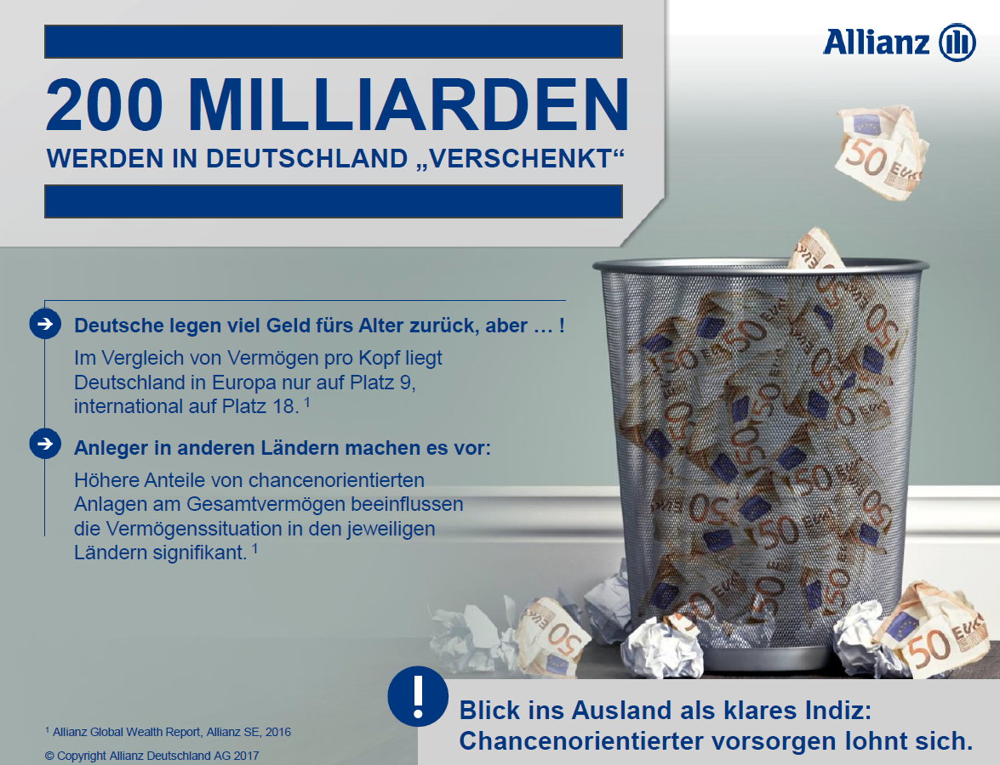 Allianz
200 MILLIARDEN
WERDEN IN DEUTSCHLAND „VERSCHENKT“
Deutsche legen viel Geld fürs Alter zurück, aber … !
Im Vergleich von Vermögen pro Kopf liegt
Deutschland in Europa nur auf Platz 9,
international auf Platz 18. ¹
Anleger in anderen Ländern machen es vor:
Höhere Anteile von chancenorientierten
Anlagen am Gesamtvermögen beeinflussen
die Vermögenssituation in den jeweiligen
Ländern signifikant. ¹
50 EURO
!
Blick ins Ausland als klares Indiz:
Chancenorientierter vorsorgen lohnt sich.
¹ Allianz Global Wealth Report, Allianz SE, 2016
© Copyright Allianz Deutschland AG 2017